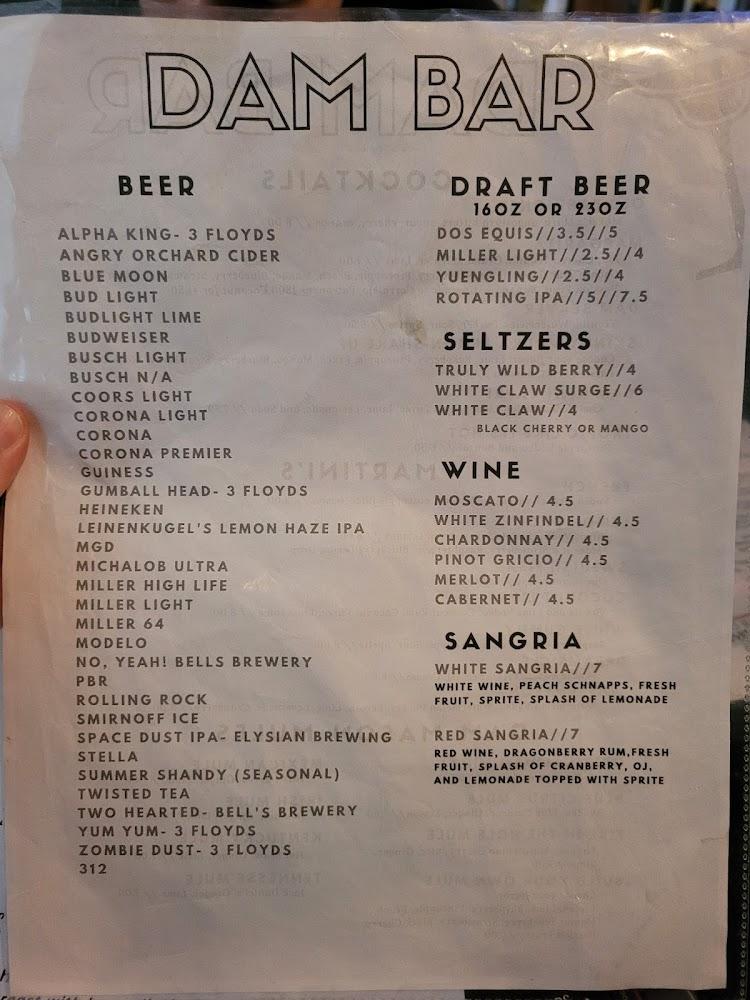 DAM BAR
BEER
ALPHA KING- 3 FLOYDS
ANGRY ORCHARD CIDER
BLUE MOON
BUD LIGHT
BUDLIGHT LIME
BUDWEISER
BUSCH LIGHT
BUSCH N/A
COORS LIGHT
CORONA LIGHT
CORONA
CORONA PREMIER
GUINESS
GUMBALL HEAD- 3 FLOYDS
HEINEKEN
LEINENKUGEL'S LEMON HAZE IPA
MGD
MICHALOB ULTRA
MILLER HIGH LIFE
MILLER LIGHT
MILLER 64
MODELO
NO, YEAH! BELLS BREWERY
PBR
ROLLING ROCK
SMIRNOFF ICE
SPACE DUST IPA- ELYSIAN BREWING
STELLA
SUMMER SHANDY (SEASONAL)
TWISTED TEA
TWO HEARTED- BELL'S BREWERY
YUM YUM- 3 FLOYDS
ZOMBIE DUST- 3 FLOYDS
312
DRAFT BEER
16OZ OR 23OZ
DOS EQUIS//3.5//5
MILLER LIGHT//2.5//4
YUENGLING//2.5//4
ROTATING IPA//5//7.5
SELTZERS
TRULY WILD BERRY//4
WHITE CLAW SURGE//6
WHITE CLAW//4
BLACK CHERRY OR MANGO
WINE
MOSCATO// 4.5
WHITE ZINFINDEL// 4.5
CHARDONNAY// 4.5
PINOT GRICIO// 4.5
MERLOT// 4.5
CABERNET// 4.5
SANGRIA
WHITE SANGRIA//7
WHITE WINE, PEACH SCHNAPPS, FRESH
FRUIT, SPRITE, SPLASH OF LEMONADE
RED SANGRIA//7
RED WINE, DRAGONBERRY RUM,FRESH
FRUIT, SPLASH OF CRANBERRY, OJ,
AND LEMONADE TOPPED WITH SPRITE